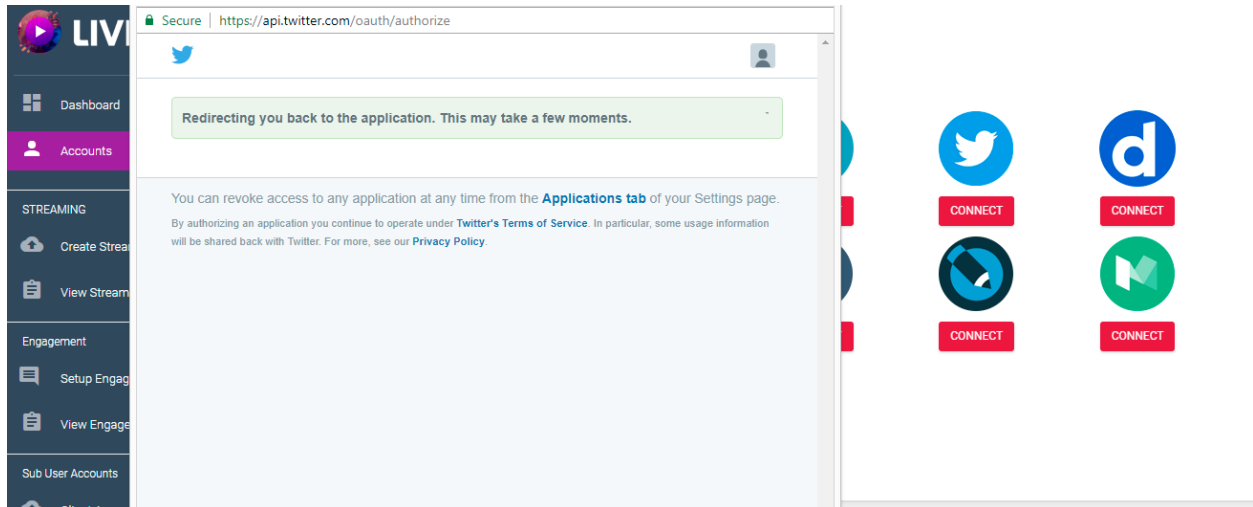 LIVI
Secure | https://api.twitter.com/oauth/authorize
Dashboard
Accounts
STREAMING
Create Strea
View Stream
Engagement
Setup Engag
View Engage
Sub User Accounts
Redirecting you back to the application. This may take a few moments.
You can revoke access to any application at any time from the Applications tab of your Settings page.
By authorizing an application you continue to operate under Twitter's Terms of Service. In particular, some usage information
will be shared back with Twitter. For more, see our Privacy Policy.
CONNECT
CONNECT
CONNECT
CONNECT